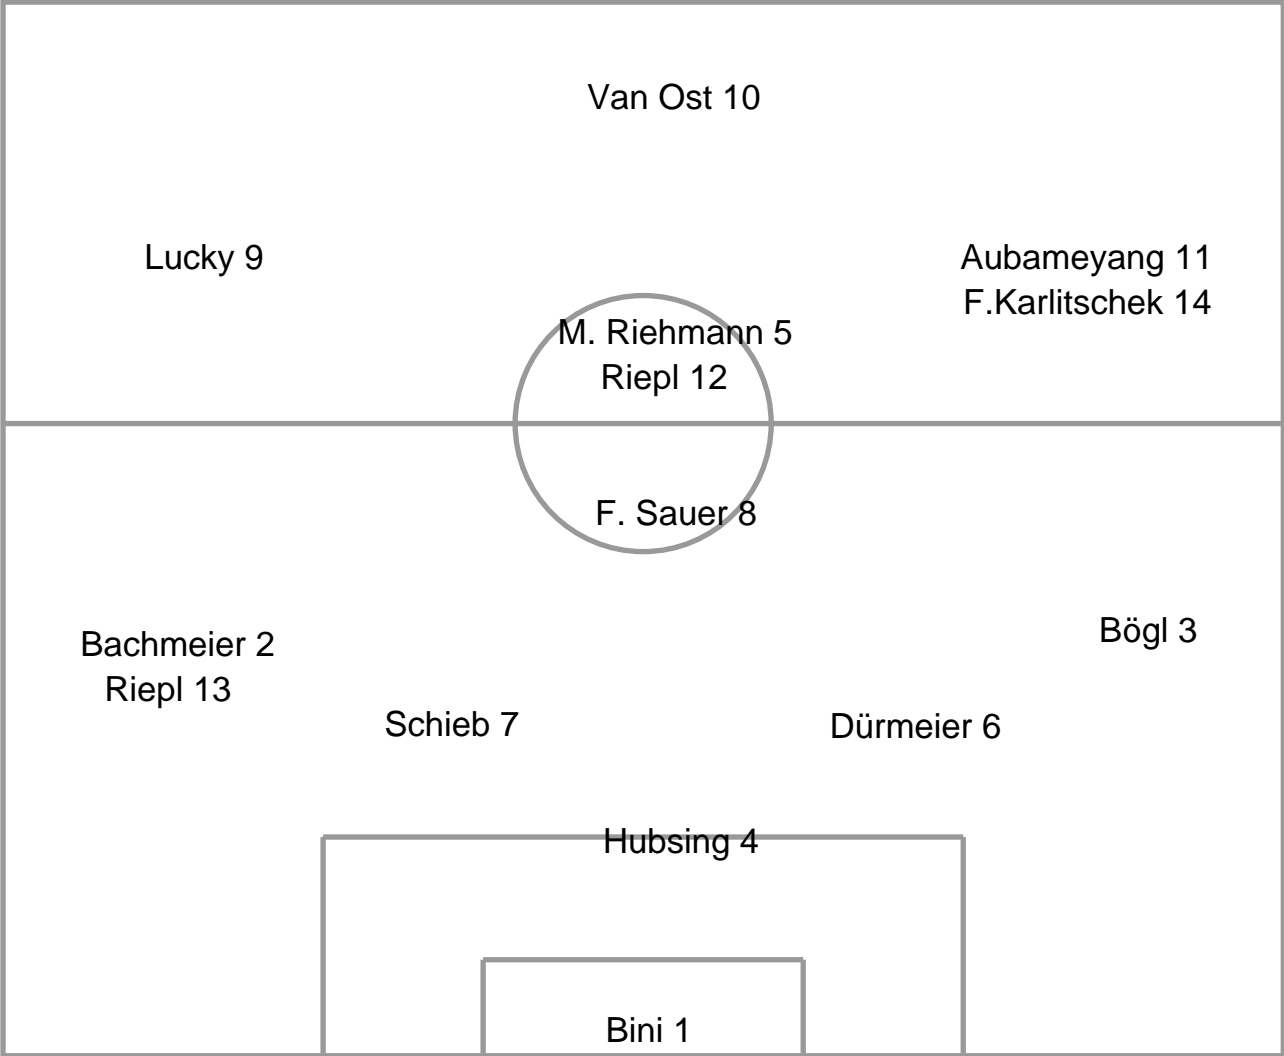 Van Ost 10
Lucky 9
Aubameyang 11
F.Karlitschek 14
M. Riehmann 5
Riepl 12
F. Sauer 8
Bögl 3
Bachmeier 2
Riepl 13
Schieb 7
Dürmeier 6
Hubsing 4
Bini 1